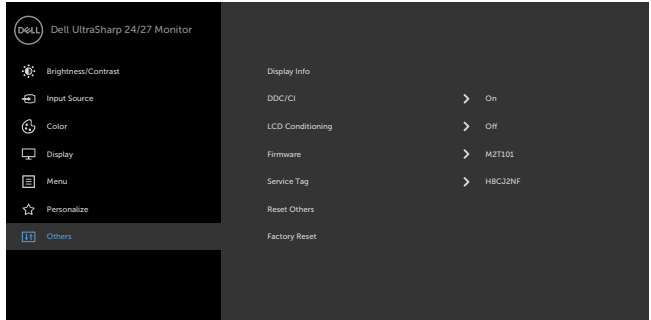 DELL Dell UltraSharp 24/27 Monitor
Brightness/Contrast Display Info
Input Source DDC/CI On
Color LCD Conditioning Off
Display Firmware M2T101
Menu Service Tag H8CJ2NF
Personalize Reset Others
Others Factory Reset